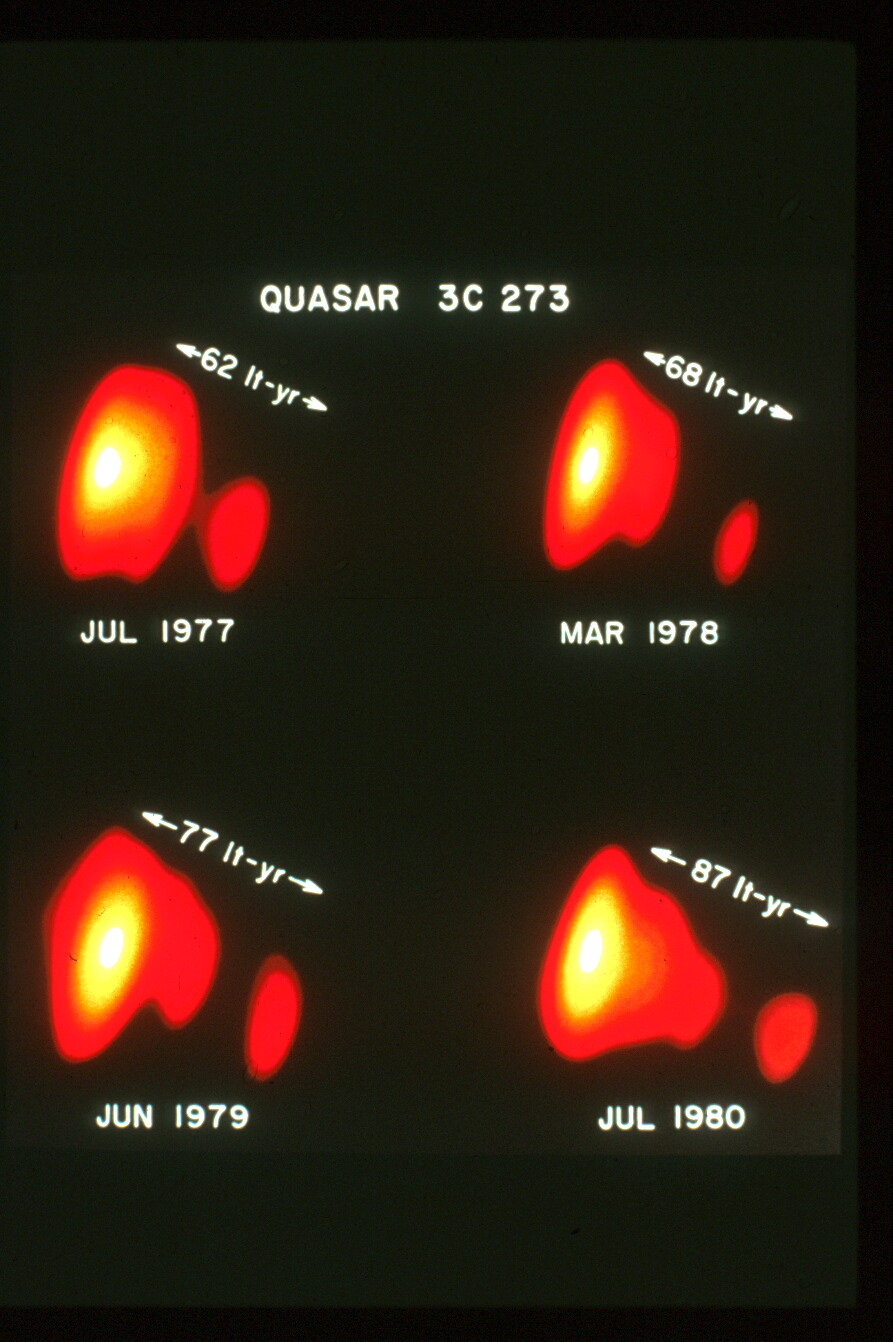 QUASAR 3C 273
62 lt-yr
68 lt-yr
JUL 1977
MAR 1978
77 lt-yr
87 lt-yr
JUN 1979
JUL 1980